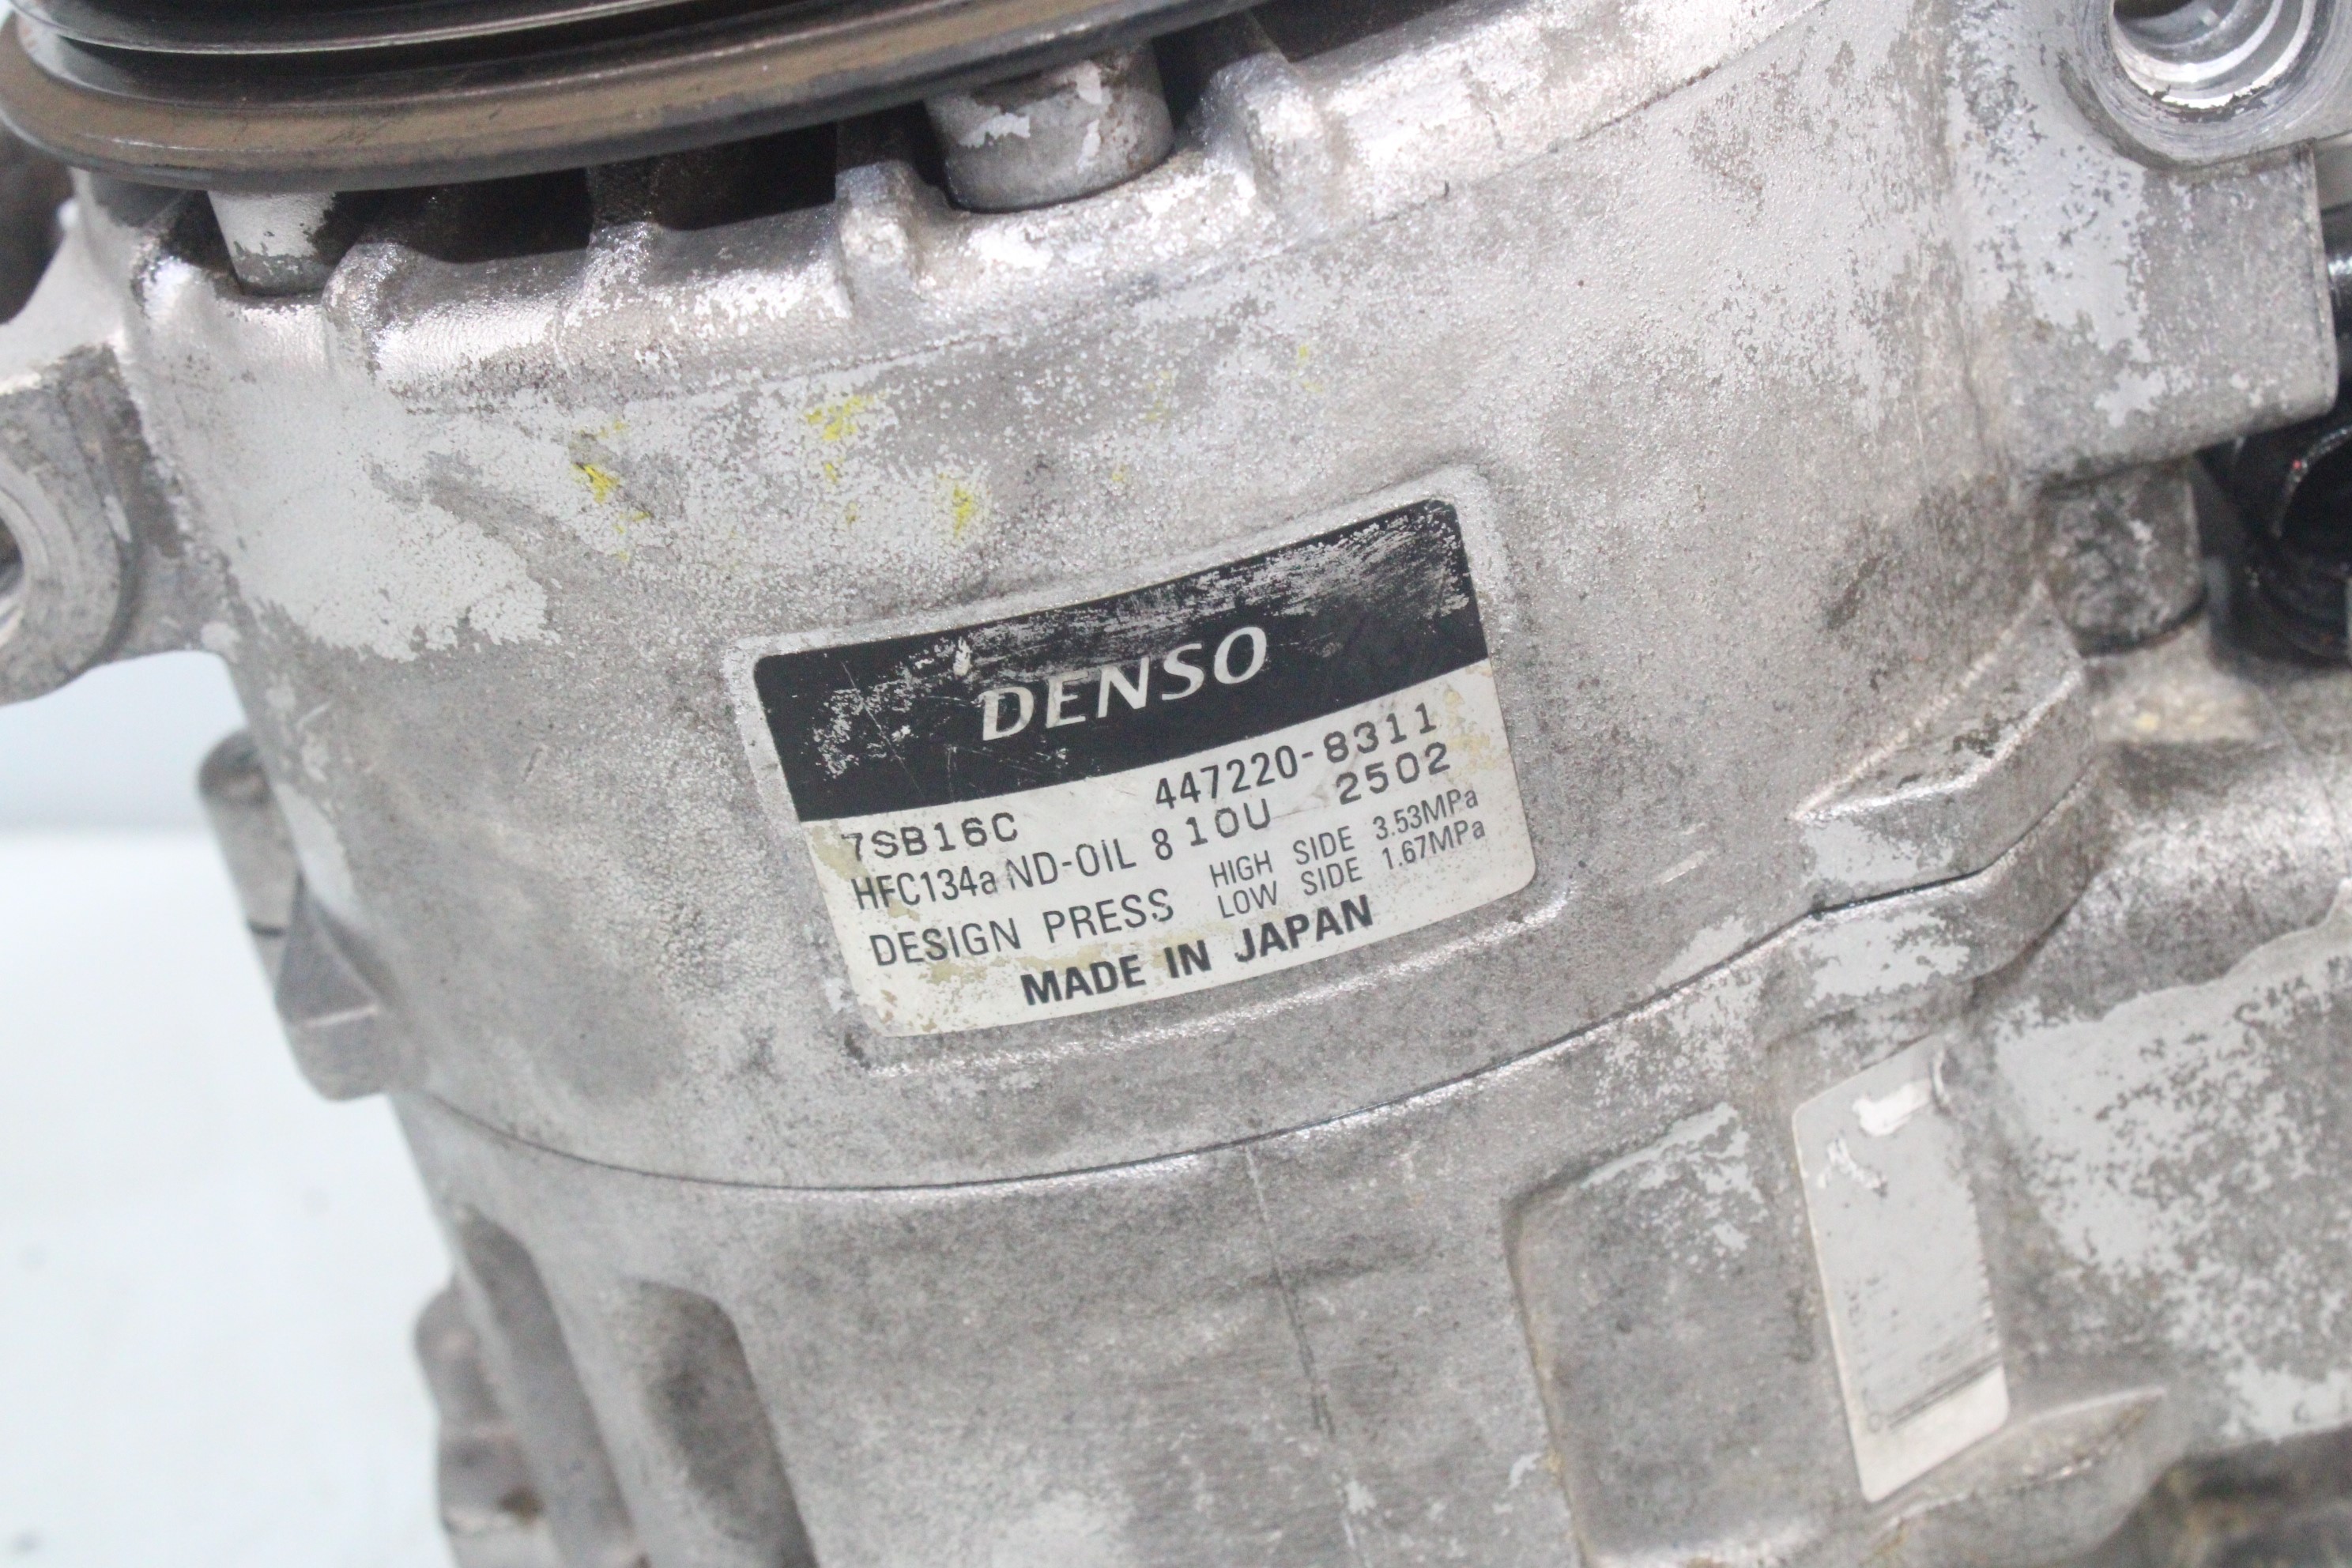 DENSO
7SB16C 447220-8311
HFC134a ND-OIL 8 10U 2502
DESIGN PRESS HIGH SIDE 3.53MPa
LOW SIDE 1.67MPa
MADE IN JAPAN